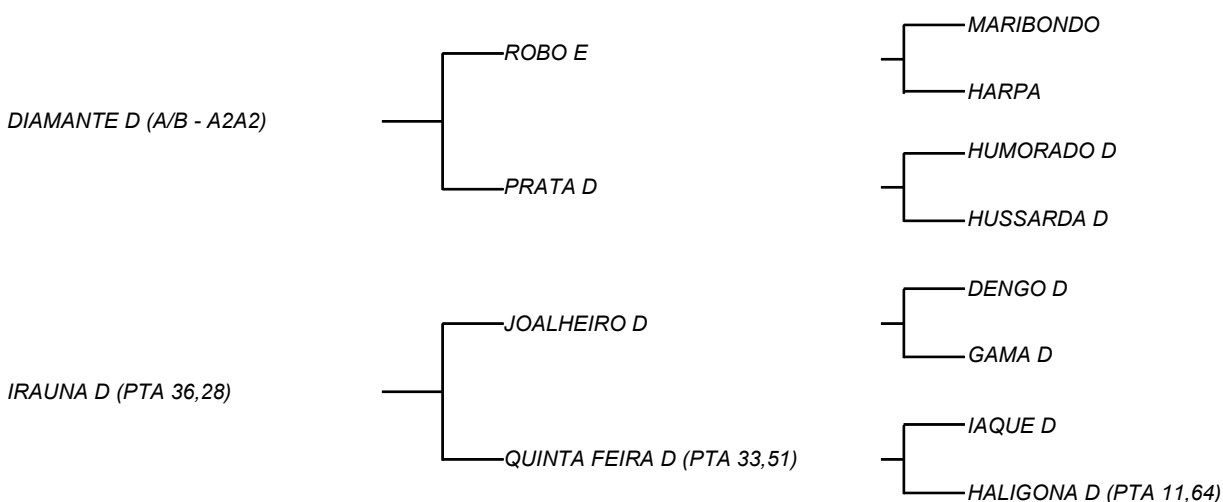 MARIBONDO
ROBO E
HARPA
DIAMANTE D (A/B - A2A2)
HUMORADO D
PRATA D
HUSSARDA D
DENGO D
JOALHEIRO D
GAMA D
IRAUNA D (PTA 36,28)
IAQUE D
QUINTA FEIRA D (PTA 33,51)
HALIGONA D (PTA 11,64)